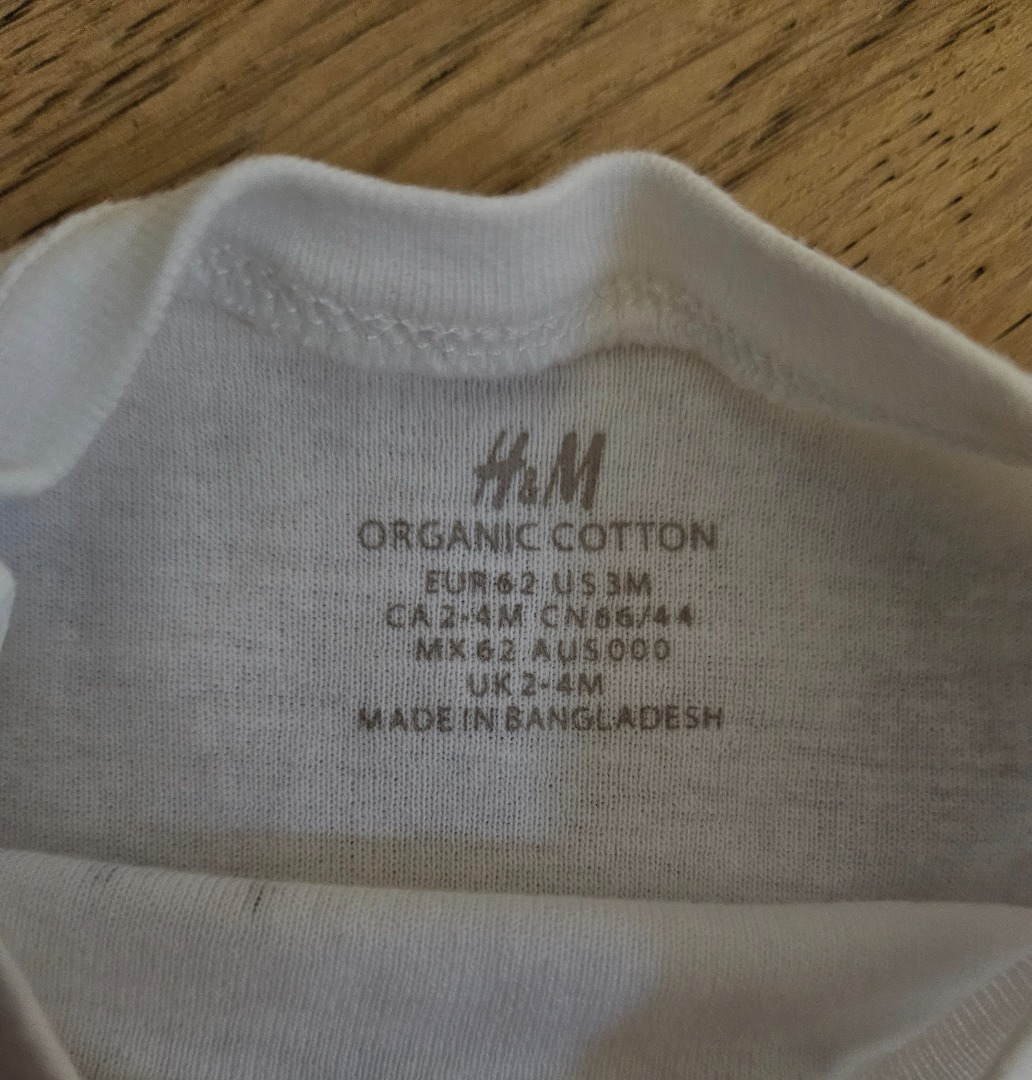 H&M
ORGANIC COTTON
EUR 62 US 3M
CA 2-4M CN 66/44
MX 62 AUS 000
UK 2-4M
MADE IN BANGLADESH